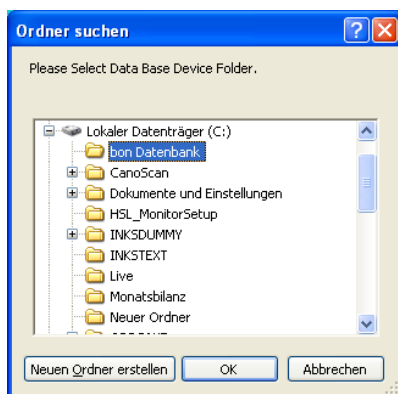 Ordner suchen
Please Select Data Base Device Folder.
Lokaler Datenträger (C:)
bon Datenbank
CanoScan
Dokumente und Einstellungen
HSL_MonitorSetup
INKSDUMMY
INKSTEXT
Live
Monatsbilanz
Neuer Ordner
Neuen Ordner erstellen OK Abbrechen